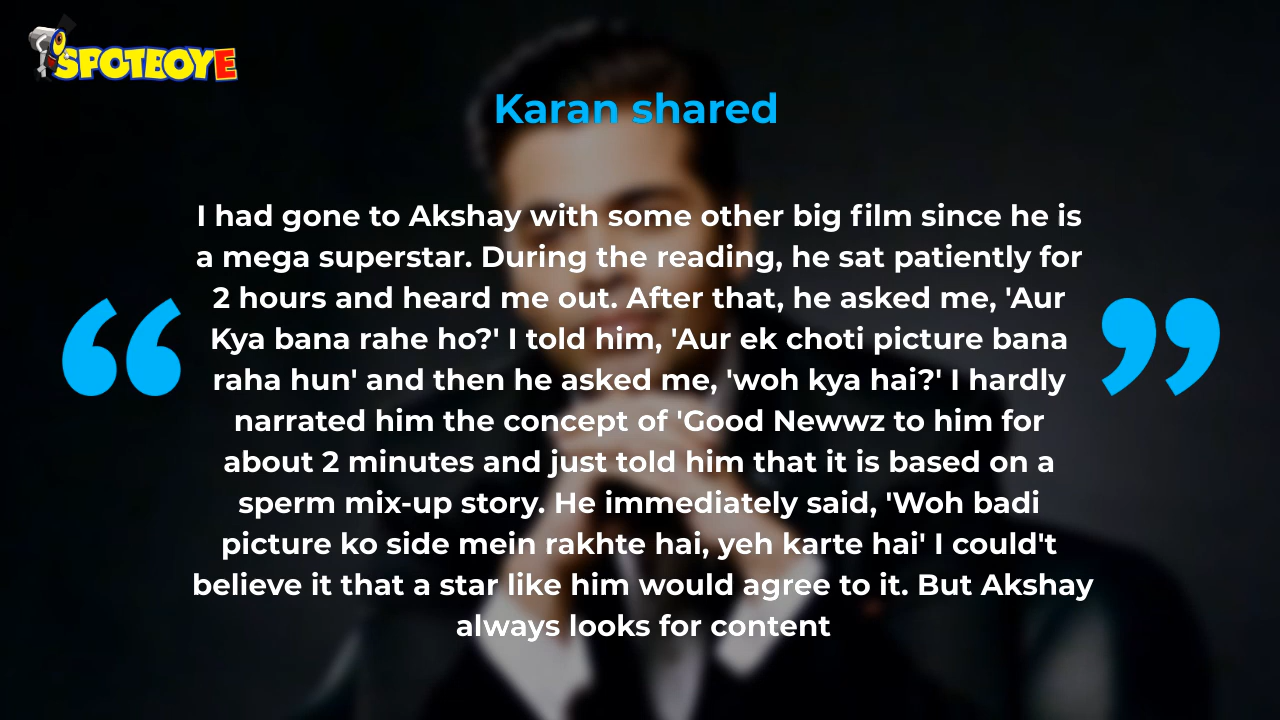 SPOTBOYE
Karan shared
I had gone to Akshay with some other big film since he is
a mega superstar. During the reading, he sat patiently for
2 hours and heard me out. After that, he asked me, 'Aur
Kya bana rahe ho?' I told him, 'Aur ek choti picture bana
raha hun' and then he asked me, 'woh kya hai?' I hardly
narrated him the concept of 'Good Newwz to him for
about 2 minutes and just told him that it is based on a
sperm mix-up story. He immediately said, 'Woh badi
picture ko side mein rakhte hai, yeh karte hai' I could't
believe it that a star like him would agree to it. But Akshay
always looks for content